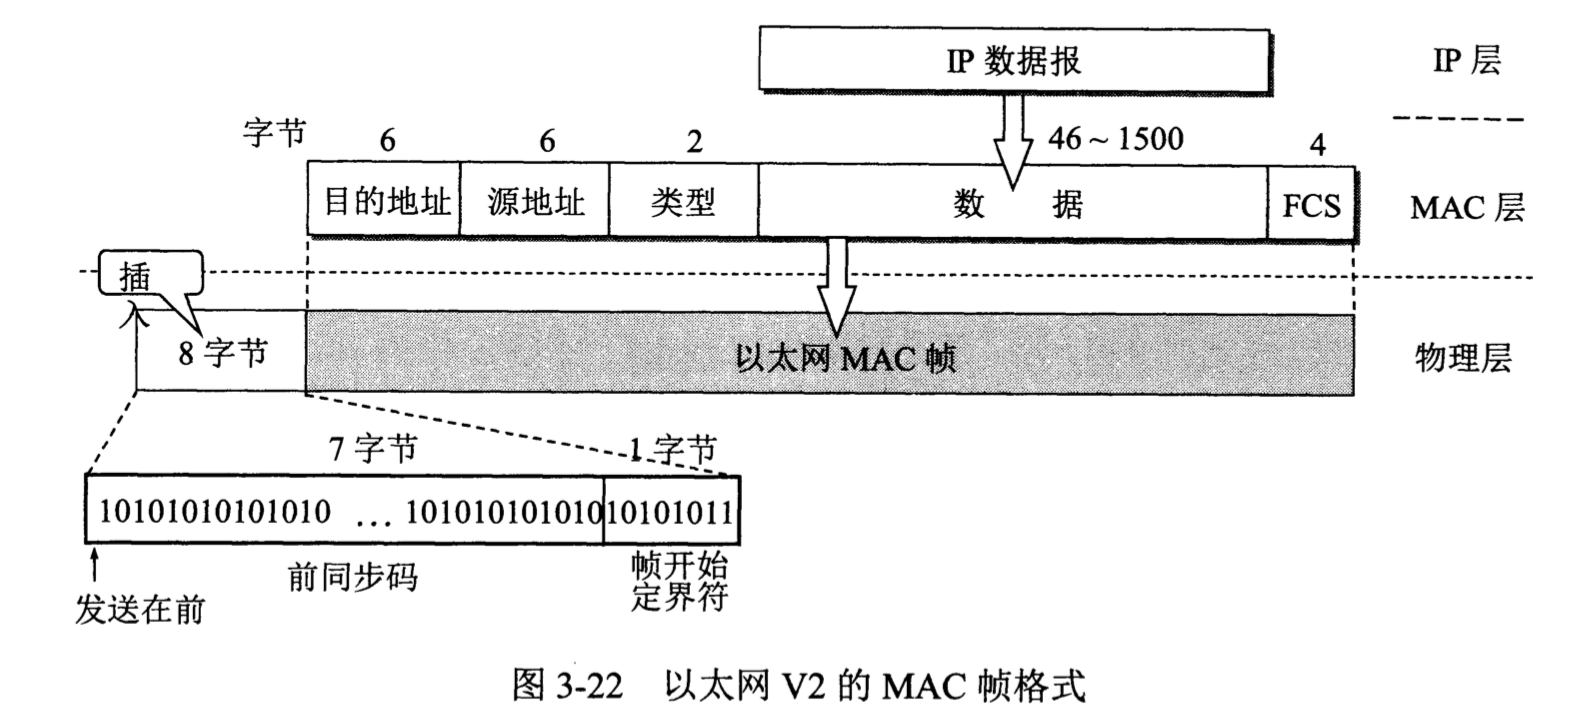 IP 数据报
IP 层
字节 6 6 2 46 ~ 1500 4
目的地址 源地址 类型 数 据 FCS
MAC 层
插入
8 字节
以太网 MAC 帧
物理层
7 字节 1 字节
10101010101010 … 101010101010 10101011
前同步码
帧开始
定界符
发送在前
图 3-22 以太网 V2 的 MAC 帧格式